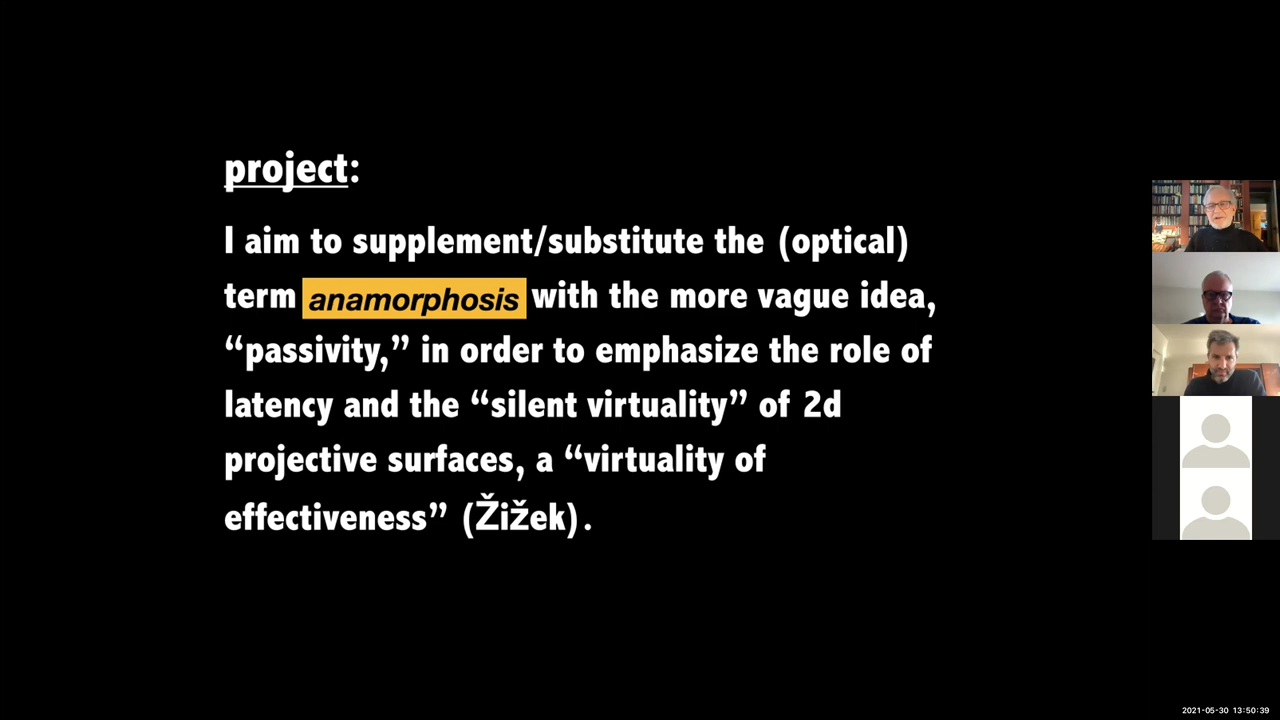 project:
I aim to supplement/substitute the (optical)
term anamorphosis with the more vague idea,
“passivity,” in order to emphasize the role of
latency and the “silent virtuality” of 2d
projective surfaces, a “virtuality of
effectiveness” (Žižek).
2021-05-30 13:50:39